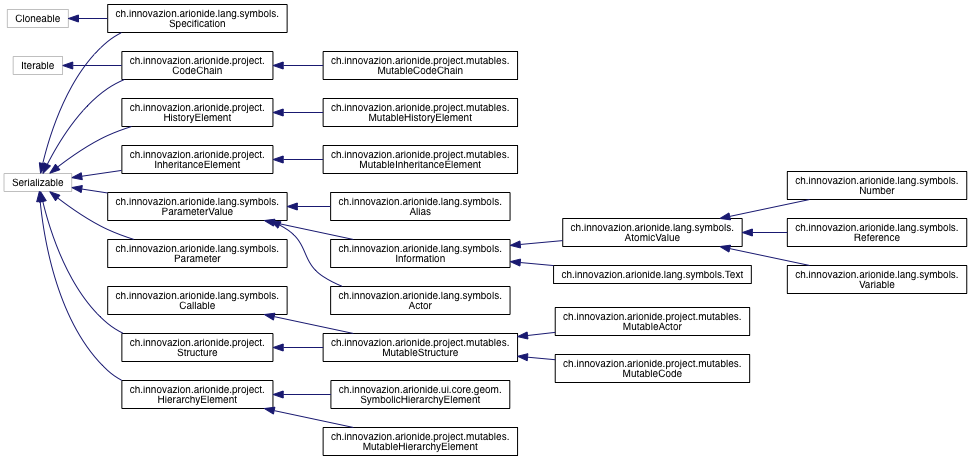 Cloneable
ch.innovazion.arionide.lang.symbols.
Specification
Iterable
ch.innovazion.arionide.project.
CodeChain
ch.innovazion.arionide.project.mutables.
MutableCodeChain
ch.innovazion.arionide.project.
HistoryElement
ch.innovazion.arionide.project.mutables.
MutableHistoryElement
ch.innovazion.arionide.project.
InheritanceElement
ch.innovazion.arionide.project.mutables.
MutableInheritanceElement
Serializable
ch.innovazion.arionide.lang.symbols.
ParameterValue
ch.innovazion.arionide.lang.symbols.
Alias
ch.innovazion.arionide.lang.symbols.
Number
ch.innovazion.arionide.lang.symbols.
AtomicValue
ch.innovazion.arionide.lang.symbols.
Reference
ch.innovazion.arionide.lang.symbols.
Parameter
ch.innovazion.arionide.lang.symbols.
Information
ch.innovazion.arionide.lang.symbols.Text
ch.innovazion.arionide.lang.symbols.
Variable
ch.innovazion.arionide.lang.symbols.
Callable
ch.innovazion.arionide.lang.symbols.
Actor
ch.innovazion.arionide.project.mutables.
MutableActor
ch.innovazion.arionide.project.
Structure
ch.innovazion.arionide.project.mutables.
MutableStructure
ch.innovazion.arionide.project.mutables.
MutableCode
ch.innovazion.arionide.project.
HierarchyElement
ch.innovazion.arionide.ui.core.geom.
SymbolicHierarchyElement
ch.innovazion.arionide.project.mutables.
MutableHierarchyElement